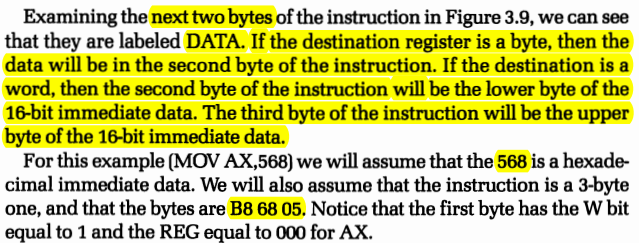 Examining the next two bytes of the instruction in Figure 3.9, we can see
that they are labeled DATA. If the destination register is a byte, then the
data will be in the second byte of the instruction. If the destination is a
word, then the second byte of the instruction will be the lower byte of the
16-bit immediate data. The third byte of the instruction will be the upper
byte of the 16-bit immediate data.
For this example (MOV AX,568) we will assume that the 568 is a hexade-
cimal immediate data. We will also assume that the instruction is a 3-byte
one, and that the bytes are B8 68 05. Notice that the first byte has the W bit
equal to 1 and the REG equal to 000 for AX.